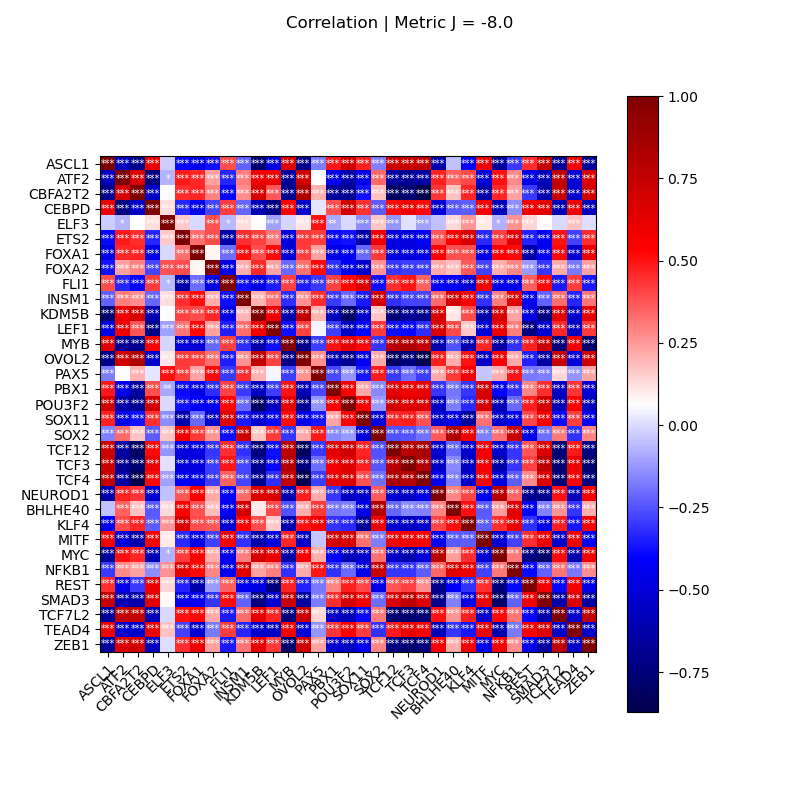 Correlation | Metric J = -8.0
ASCL1
ATF2
CBFA2T2
CEBPD
ELF3
ETS2
FOXA1
FOXA2
FLI1
INSM1
KDM5B
LEF1
MYB
OVOL2
PAX5
PBX1
POU3F2
SOX11
SOX2
TCF12
TCF3
TCF4
NEUROD1
BHLHE40
KLF4
MITF
MYC
NFKB1
REST
SMAD3
TCF7L2
TEAD4
ZEB1
ASCL1
ATF2
CBFA2T2
CEBPD
ELF3
ETS2
FOXA1
FOXA2
FLI1
INSM1
KDM5B
LEF1
MYB
OVOL2
PAX5
PBX1
POU3F2
SOX11
SOX2
TCF12
TCF3
TCF4
NEUROD1
BHLHE40
KLF4
MITF
MYC
NFKB1
REST
SMAD3
TCF7L2
TEAD4
ZEB1
1.00
0.75
0.50
0.25
0.00
−0.25
−0.50
−0.75